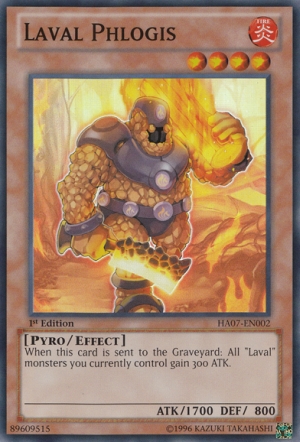 LAVAL PHLOGIS
FIRE
炎
1st Edition
HA07-EN002
[PYRO/EFFECT]
When this card is sent to the Graveyard: All "Laval"
monsters you currently control gain 300 ATK.
ATK/1700 DEF/ 800
89609515
©1996 KAZUKI TAKAHASHI